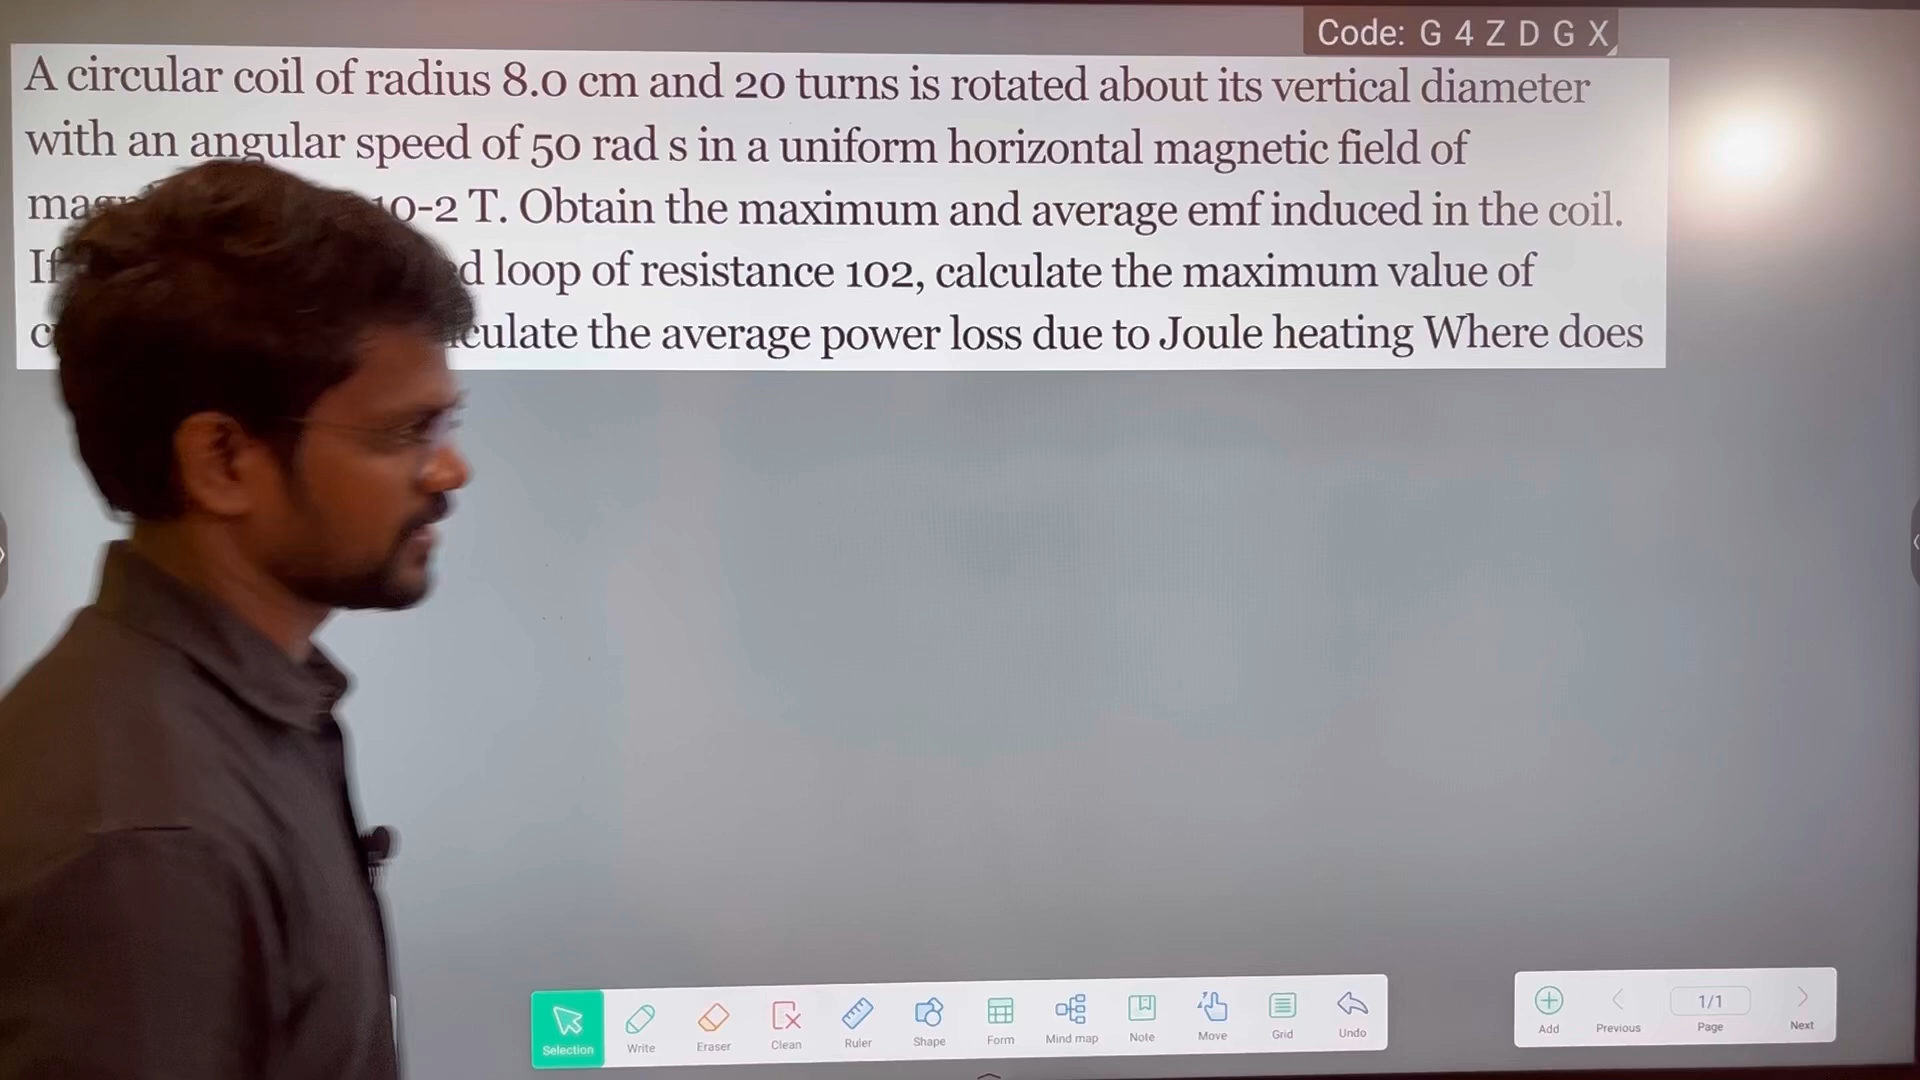 Code: G 4 Z D G X
A circular coil of radius 8.0 cm and 20 turns is rotated about its vertical diameter
with an angular speed of 50 rad s in a uniform horizontal magnetic field of
10-2 T. Obtain the maximum and average emf induced in the coil.
If loop of resistance 102, calculate the maximum value of
the average power loss due to Joule heating Where does
Selection
Write
Eraser
Clean
Ruler
Shape
Form
Mind map
Note
Move
Grid
Undo
Add
Previous
1/1
Page
Next